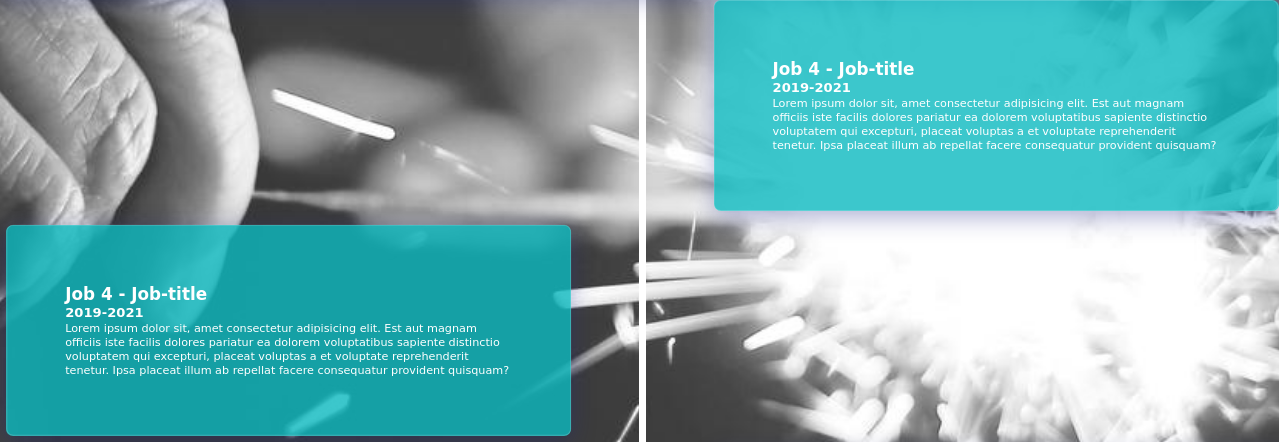 Job 4 - Job-title
2019-2021
Lorem ipsum dolor sit, amet consectetur adipisicing elit. Est aut magnam
officiis iste facilis dolores pariatur ea dolorem voluptatibus sapiente distinctio
voluptatem qui excepturi, placeat voluptas a et voluptate reprehenderit
tenetur. Ipsa placeat illum ab repellat facere consequatur provident quisquam?
Job 4 - Job-title
2019-2021
Lorem ipsum dolor sit, amet consectetur adipisicing elit. Est aut magnam
officiis iste facilis dolores pariatur ea dolorem voluptatibus sapiente distinctio
voluptatem qui excepturi, placeat voluptas a et voluptate reprehenderit
tenetur. Ipsa placeat illum ab repellat facere consequatur provident quisquam?